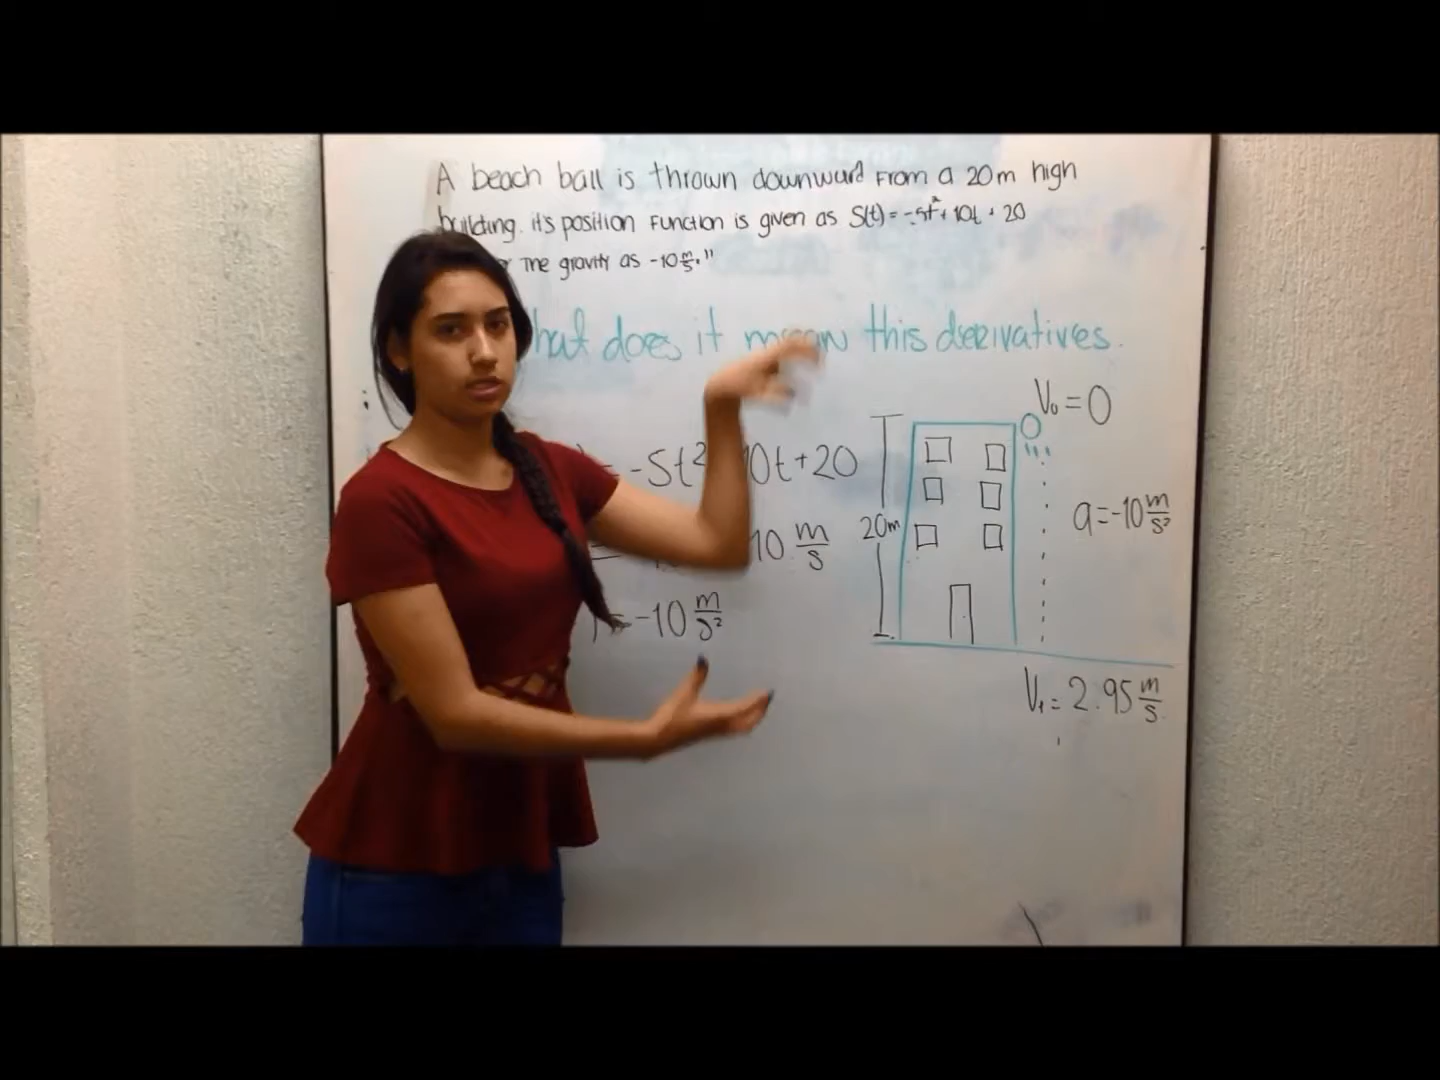 A beach ball is thrown downward from a 20m high
building. it's position function is given as S(t)=-5t²+10t+20
The gravity as -10 m/s."
hat does it mean this derivatives.
V₀=0
=-5t² 10t+20
20m
a=-10 m/s²
= 10 m/s
)=-10 m/s²
V₁=2.95 m/s